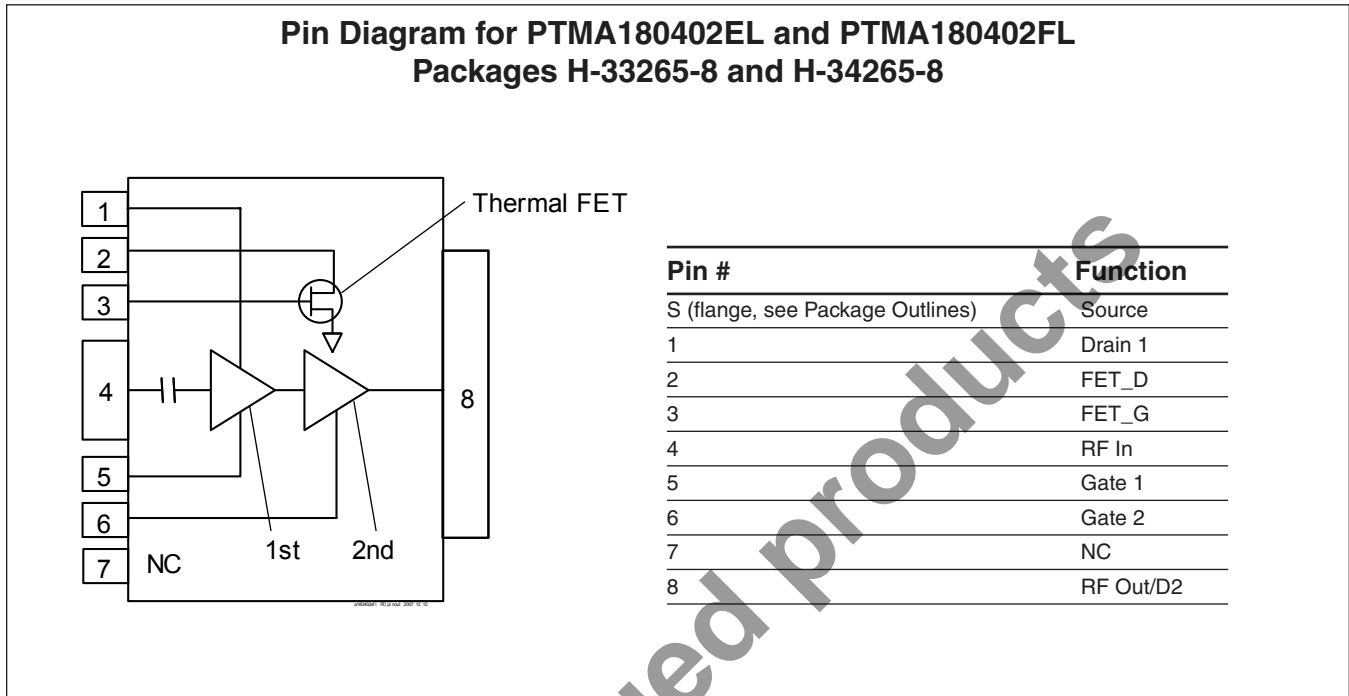 Pin Diagram for PTMA180402EL and PTMA180402FL
Packages H-33265-8 and H-34265-8
1
2
3
4
5
6
7
NC
1st
2nd
8
Thermal FET
Pin # Function
S (flange, see Package Outlines) Source
1 Drain 1
2 FET_D
3 FET_G
4 RF In
5 Gate 1
6 Gate 2
7 NC
8 RF Out/D2
ed products